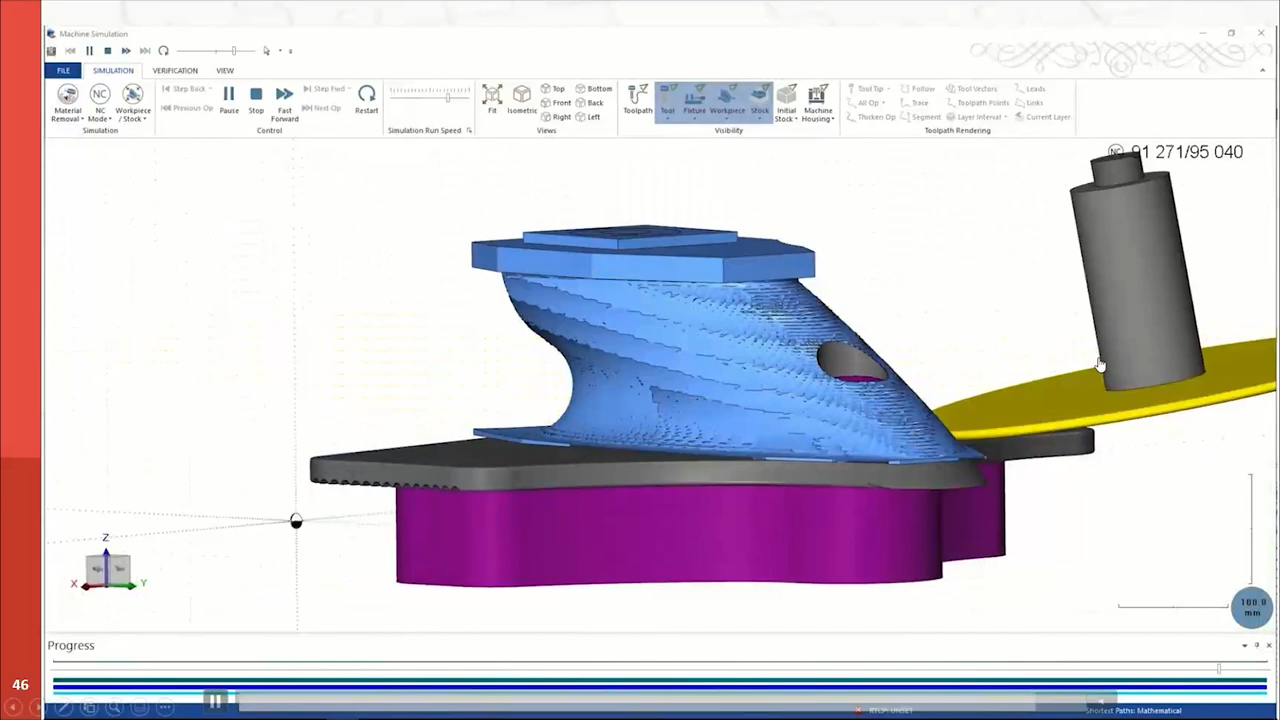 Machine Simulation
FILE SIMULATION VERIFICATION VIEW
Material Removal NC Mode Workpiece / Stock
Simulation
Step Back Pause Stop Fast Forward Step Fwd Restart
Previous Op Next Op
Control
Simulation Run Speed
Fit Isometric Top Bottom
Front Back
Right Left
Views
Toolpath Tool Fixture Workpiece Stock Initial Stock Machine Housing
Visibility
Tool Tip Follow Tool Vectors Leads
All Op Trace Toolpath Points Links
Thicken Op Segment Layer Interval Current Layer
Toolpath Rendering
NC 91 271/95 040
Z
X Y
100.0
mm
Progress
46
RTCP: UNSET
Shortest Paths: Mathematical